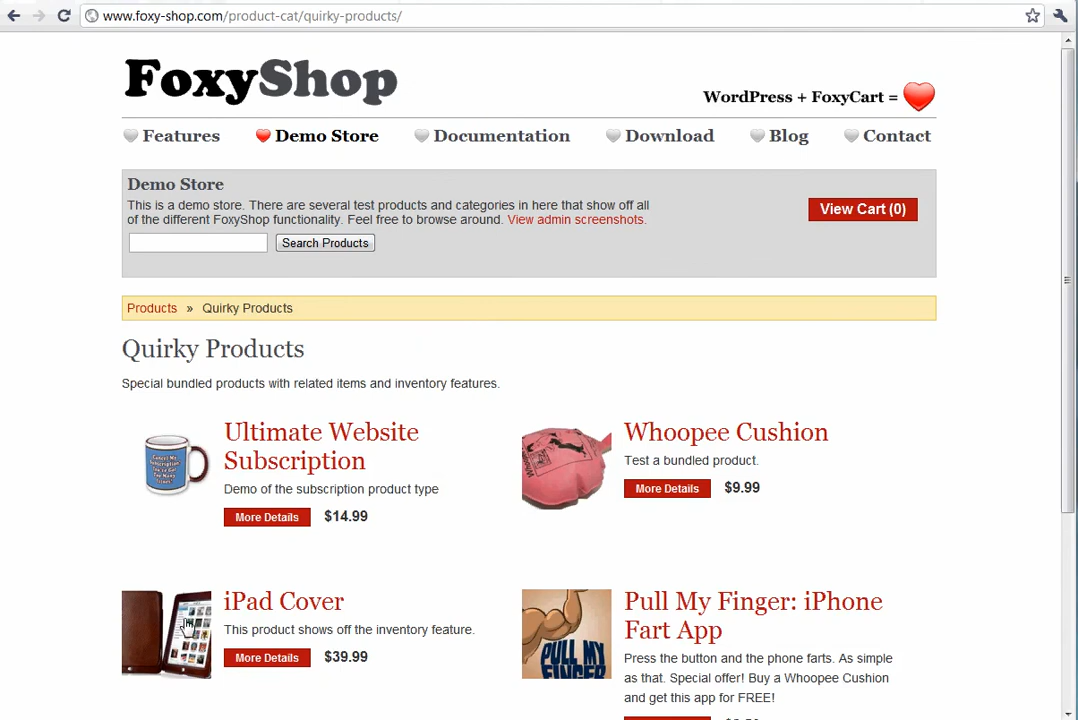 www.foxy-shop.com/product-cat/quirky-products/
FoxyShop
WordPress + FoxyCart =
Features
Demo Store
Documentation
Download
Blog
Contact
Demo Store
This is a demo store. There are several test products and categories in here that show off all
of the different FoxyShop functionality. Feel free to browse around. View admin screenshots.
View Cart (0)
Search Products
Products » Quirky Products
Quirky Products
Special bundled products with related items and inventory features.
Ultimate Website
Subscription
Demo of the subscription product type
More Details $14.99
Whoopee Cushion
Test a bundled product.
More Details $9.99
iPad Cover
This product shows off the inventory feature.
More Details $39.99
PULL MY
FINGER
Pull My Finger: iPhone
Fart App
Press the button and the phone farts. As simple
as that. Special offer! Buy a Whoopee Cushion
and get this app for FREE!